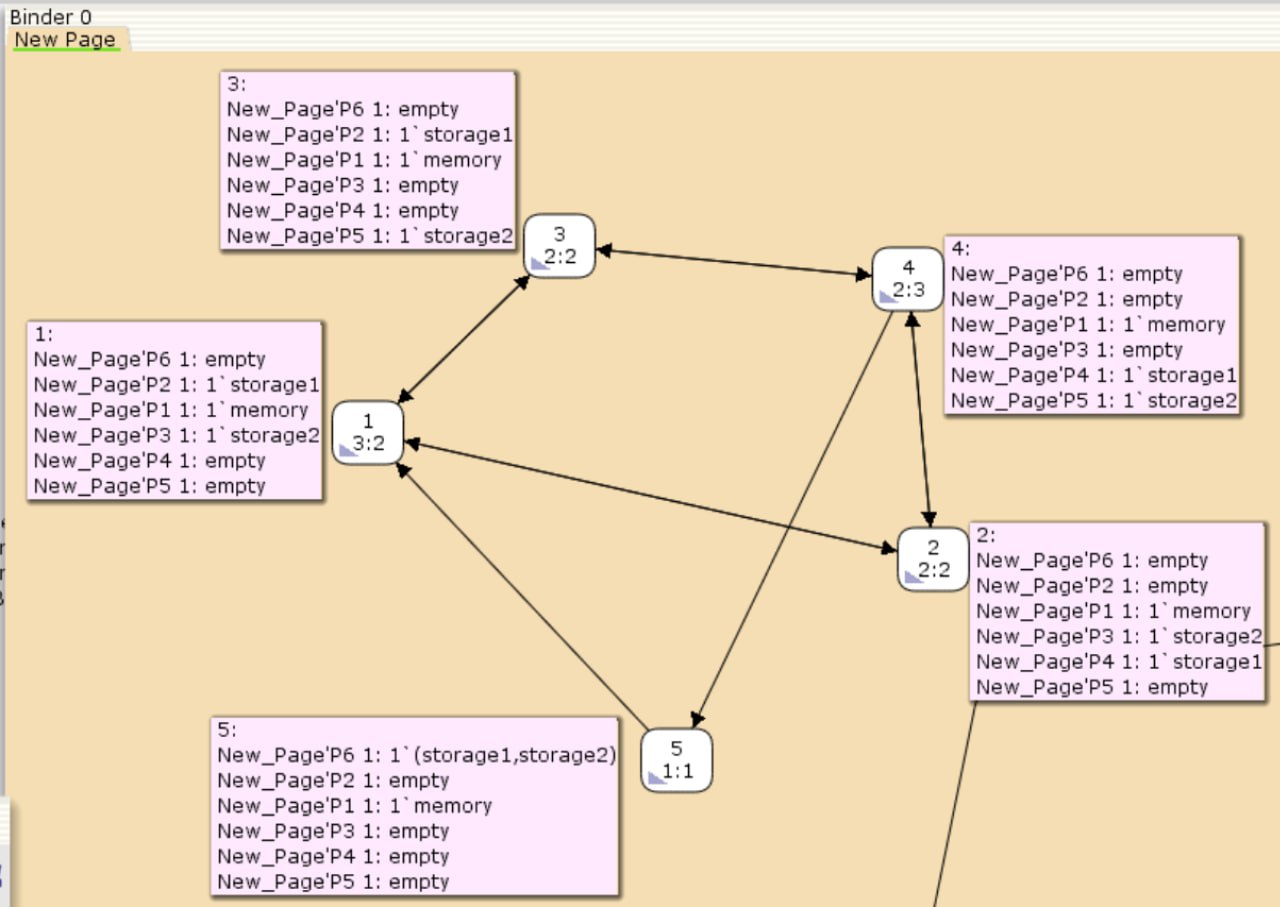 Binder 0
New Page
3:
New_Page'P6 1: empty
New_Page'P2 1: 1`storage1
New_Page'P1 1: 1`memory
New_Page'P3 1: empty
New_Page'P4 1: empty
New_Page'P5 1: 1`storage2
3
2:2
4
2:3
4:
New_Page'P6 1: empty
New_Page'P2 1: empty
New_Page'P1 1: 1`memory
New_Page'P3 1: empty
New_Page'P4 1: 1`storage1
New_Page'P5 1: 1`storage2
1:
New_Page'P6 1: empty
New_Page'P2 1: 1`storage1
New_Page'P1 1: 1`memory
New_Page'P3 1: 1`storage2
New_Page'P4 1: empty
New_Page'P5 1: empty
1
3:2
2
2:2
2:
New_Page'P6 1: empty
New_Page'P2 1: empty
New_Page'P1 1: 1`memory
New_Page'P3 1: 1`storage2
New_Page'P4 1: 1`storage1
New_Page'P5 1: empty
5:
New_Page'P6 1: 1`(storage1,storage2)
New_Page'P2 1: empty
New_Page'P1 1: 1`memory
New_Page'P3 1: empty
New_Page'P4 1: empty
New_Page'P5 1: empty
5
1:1